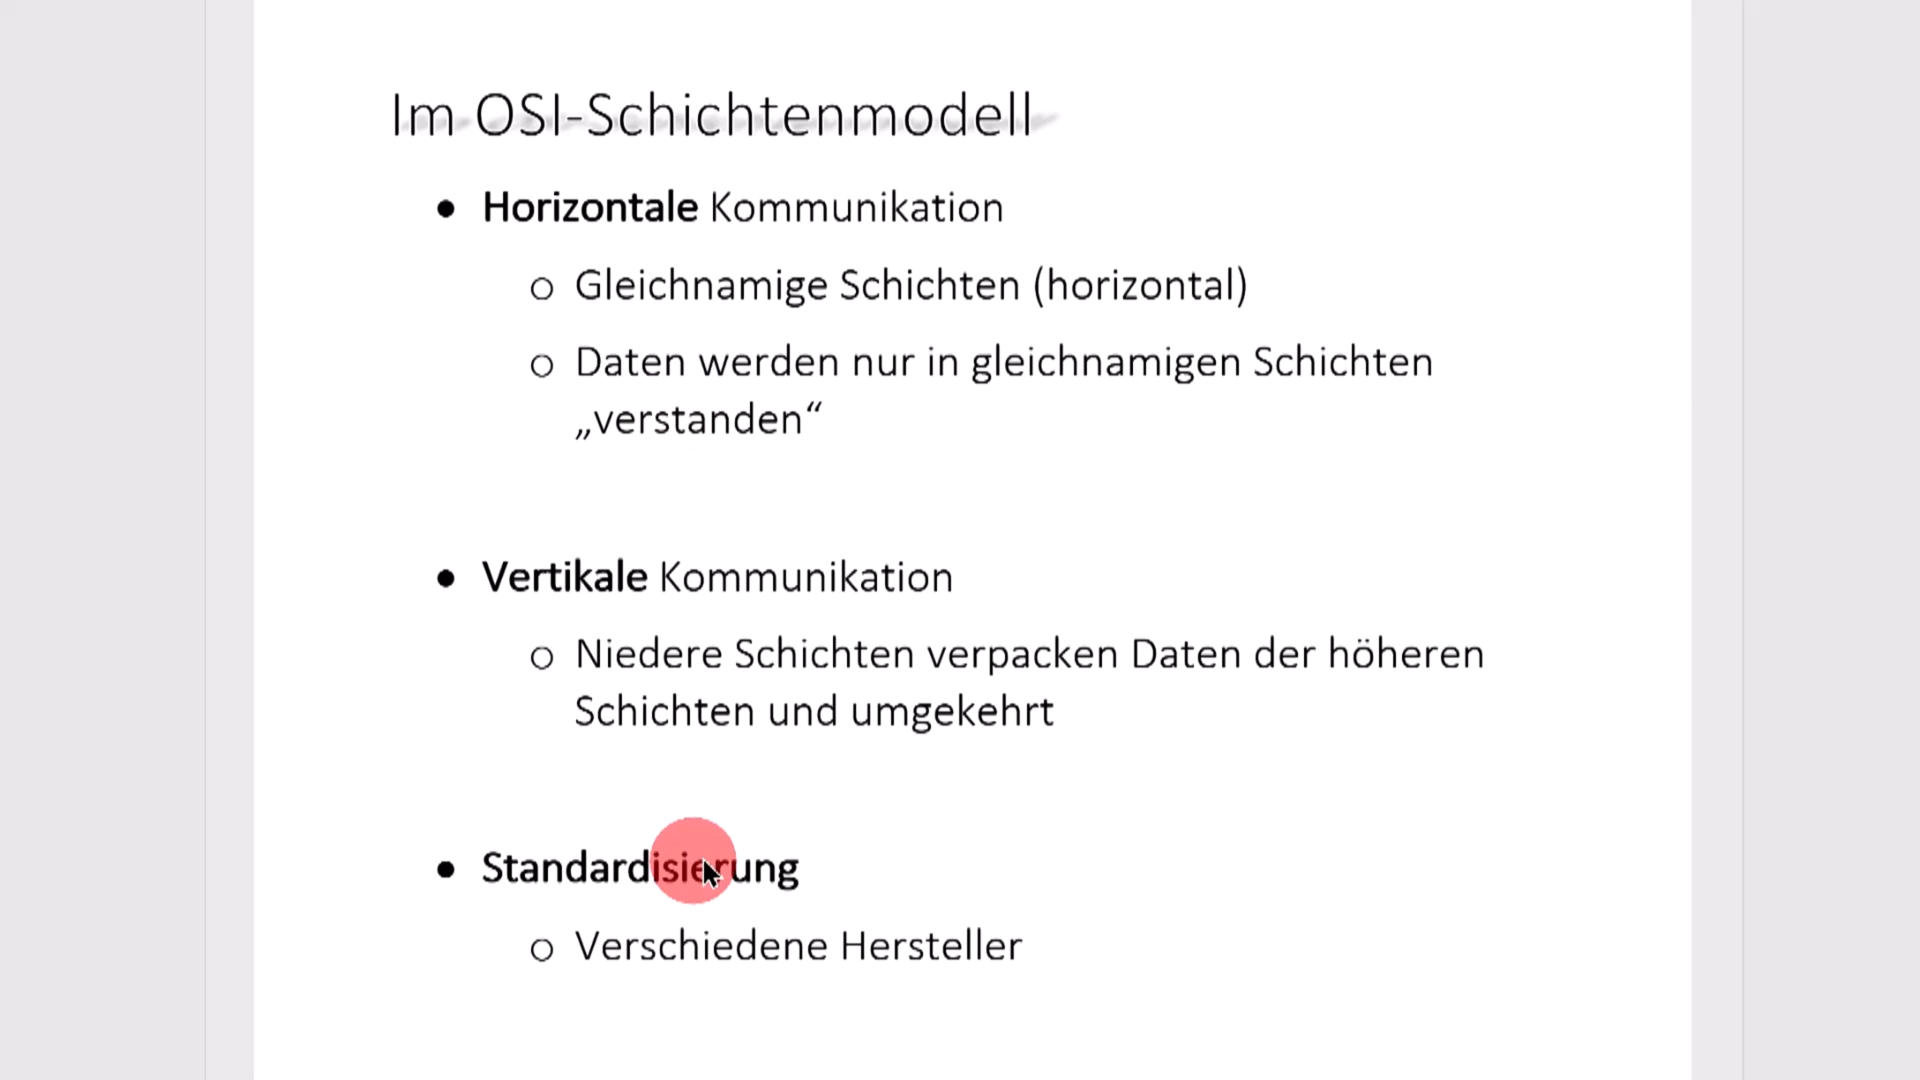 Im OSI-Schichtenmodell
• Horizontale Kommunikation
o Gleichnamige Schichten (horizontal)
o Daten werden nur in gleichnamigen Schichten
„verstanden“
• Vertikale Kommunikation
o Niedere Schichten verpacken Daten der höheren
Schichten und umgekehrt
• Standardisierung
o Verschiedene Hersteller